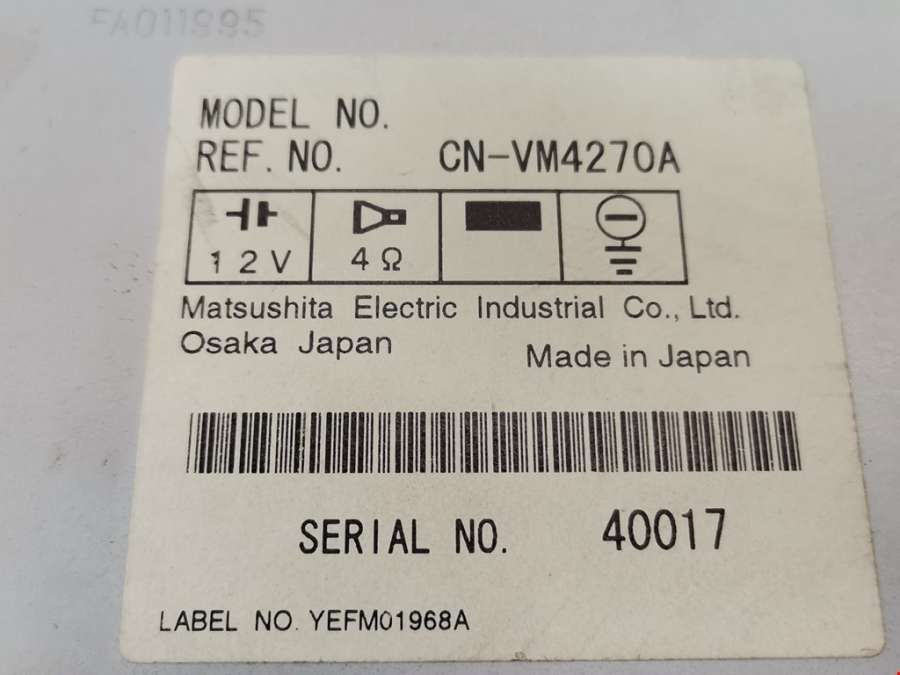 FA011995
MODEL NO.
REF. NO. CN-VM4270A
12V 4Ω
Matsushita Electric Industrial Co., Ltd.
Osaka Japan Made in Japan
SERIAL NO. 40017
LABEL NO. YEFM01968A